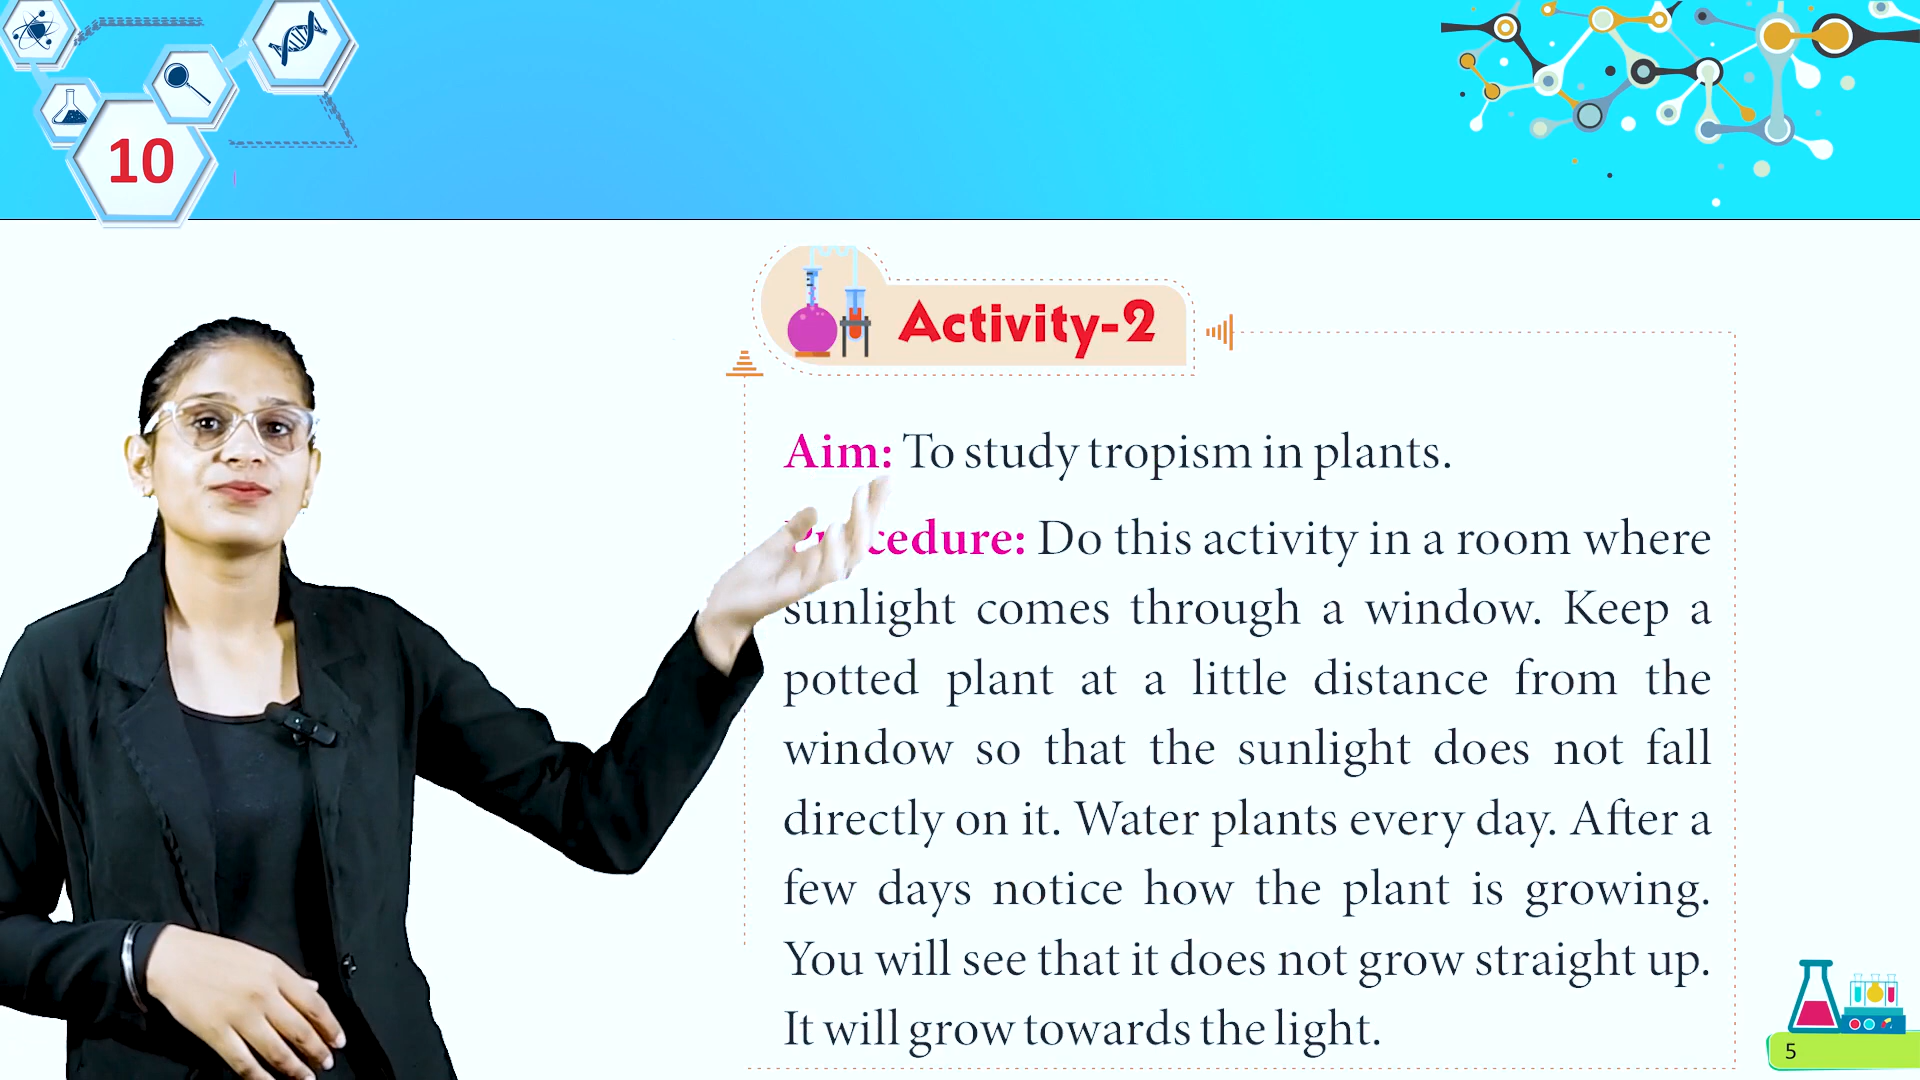 10
Activity-2
Aim: To study tropism in plants.
Procedure: Do this activity in a room where
sunlight comes through a window. Keep a
potted plant at a little distance from the
window so that the sunlight does not fall
directly on it. Water plants every day. After a
few days notice how the plant is growing.
You will see that it does not grow straight up.
It will grow towards the light.
5